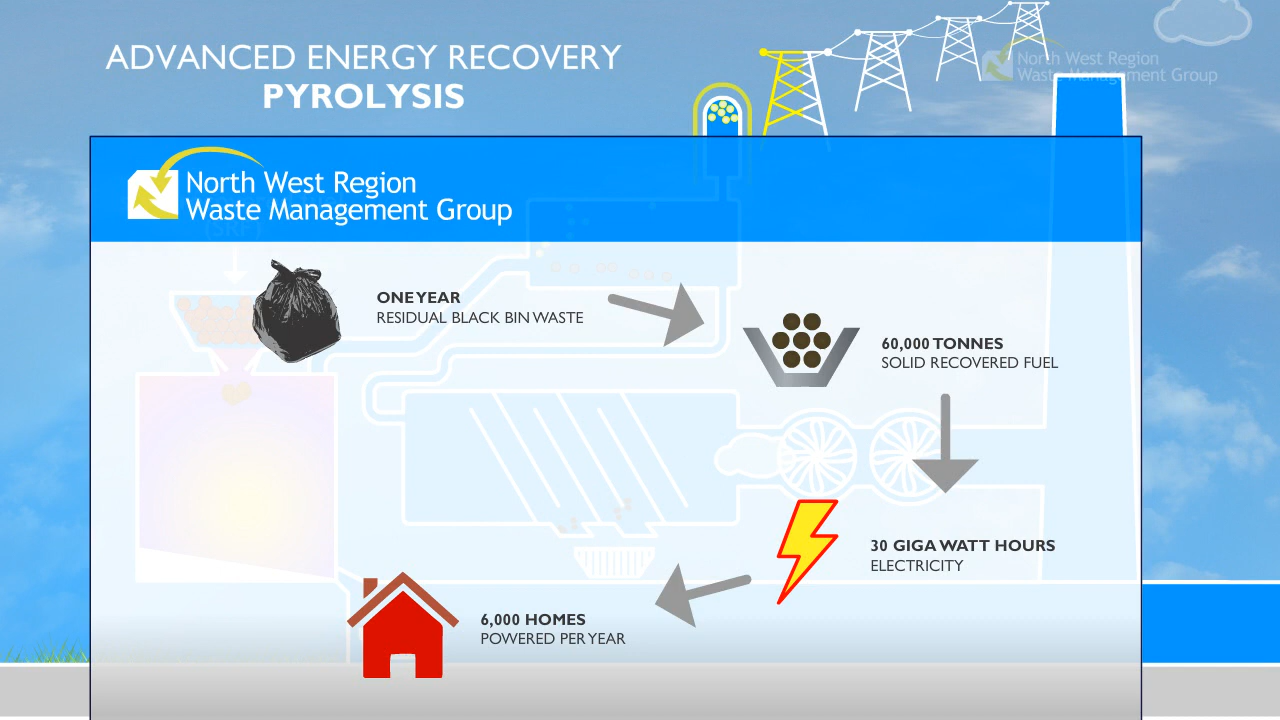 ADVANCED ENERGY RECOVERY
PYROLYSIS
North West Region
Waste Management Group
North West Region
Waste Management Group
(SRF)
ONE YEAR
RESIDUAL BLACK BIN WASTE
60,000 TONNES
SOLID RECOVERED FUEL
30 GIGA WATT HOURS
ELECTRICITY
6,000 HOMES
POWERED PER YEAR